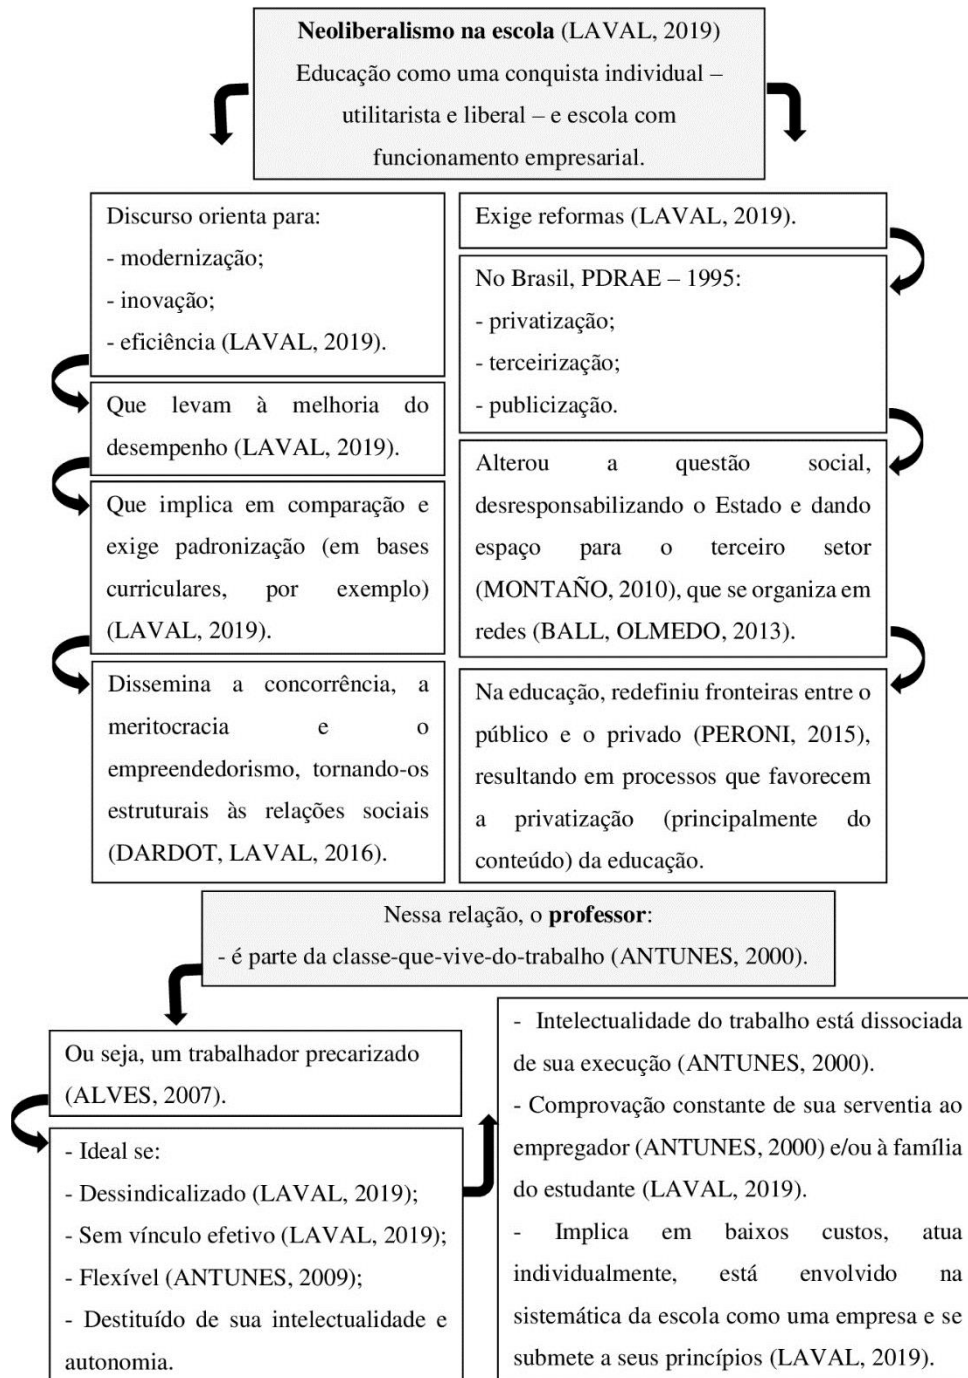 Neoliberalismo na escola (LAVAL, 2019)
Educação como uma conquista individual –
utilitarista e liberal – e escola com
funcionamento empresarial.
Discurso orienta para:
- modernização;
- inovação;
- eficiência (LAVAL, 2019).
Que levam à melhoria do
desempenho (LAVAL, 2019).
Que implica em comparação e
exige padronização (em bases
curriculares, por exemplo)
(LAVAL, 2019).
Dissemina a concorrência, a
meritocracia e o
empreendedorismo, tornando-os
estruturais às relações sociais
(DARDOT, LAVAL, 2016).
Exige reformas (LAVAL, 2019).
No Brasil, PDRAE – 1995:
- privatização;
- terceirização;
- publicização.
Alterou a questão social,
desresponsabilizando o Estado e dando
espaço para o terceiro setor
(MONTAÑO, 2010), que se organiza em
redes (BALL, OLMEDO, 2013).
Na educação, redefiniu fronteiras entre o
público e o privado (PERONI, 2015),
resultando em processos que favorecem
a privatização (principalmente do
conteúdo) da educação.
Nessa relação, o professor:
- é parte da classe-que-vive-do-trabalho (ANTUNES, 2000).
Ou seja, um trabalhador precarizado
(ALVES, 2007).
- Ideal se:
- Dessindicalizado (LAVAL, 2019);
- Sem vínculo efetivo (LAVAL, 2019);
- Flexível (ANTUNES, 2009);
- Destituído de sua intelectualidade e
autonomia.
- Intelectualidade do trabalho está dissociada
de sua execução (ANTUNES, 2000).
- Comprovação constante de sua serventia ao
empregador (ANTUNES, 2000) e/ou à família
do estudante (LAVAL, 2019).
- Implica em baixos custos, atua
individualmente, está envolvido na
sistemática da escola como uma empresa e se
submete a seus princípios (LAVAL, 2019).